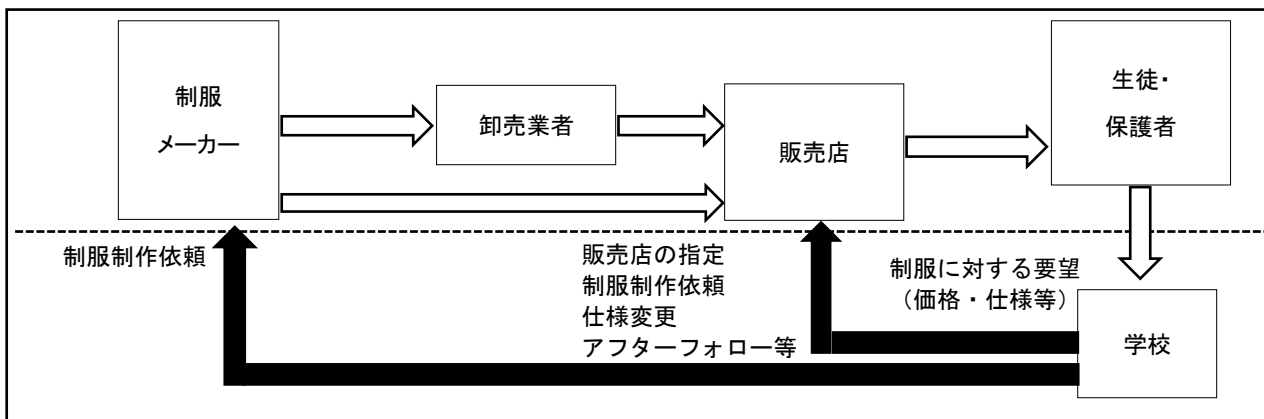 制服
メーカー
卸売業者
販売店
生徒・
保護者
制服制作依頼
販売店の指定
制服制作依頼
仕様変更
アフターフォロー等
制服に対する要望
（価格・仕様等）
学校